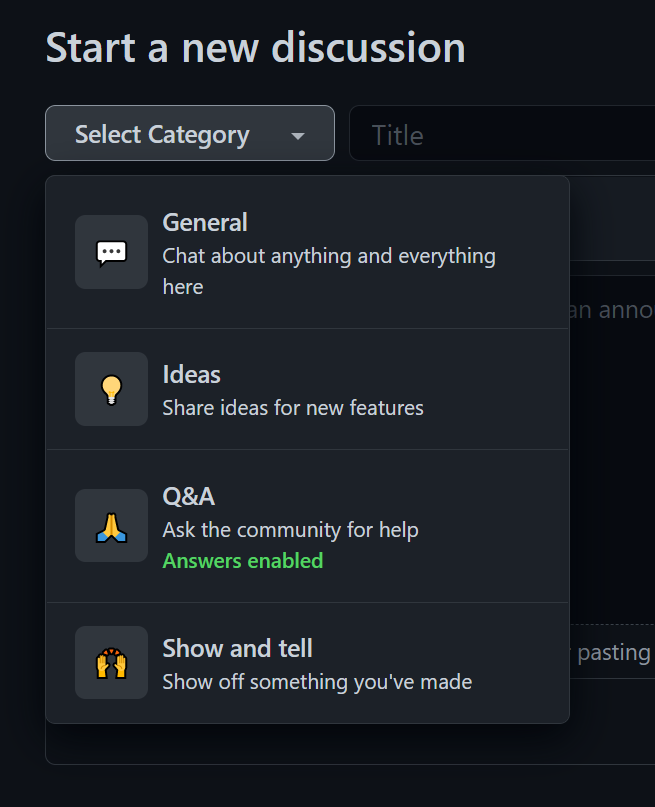 Start a new discussion
Select Category
Title
General
Chat about anything and everything
here
an anno
Ideas
Share ideas for new features
Q&A
Ask the community for help
Answers enabled
pasting
Show and tell
Show off something you've made